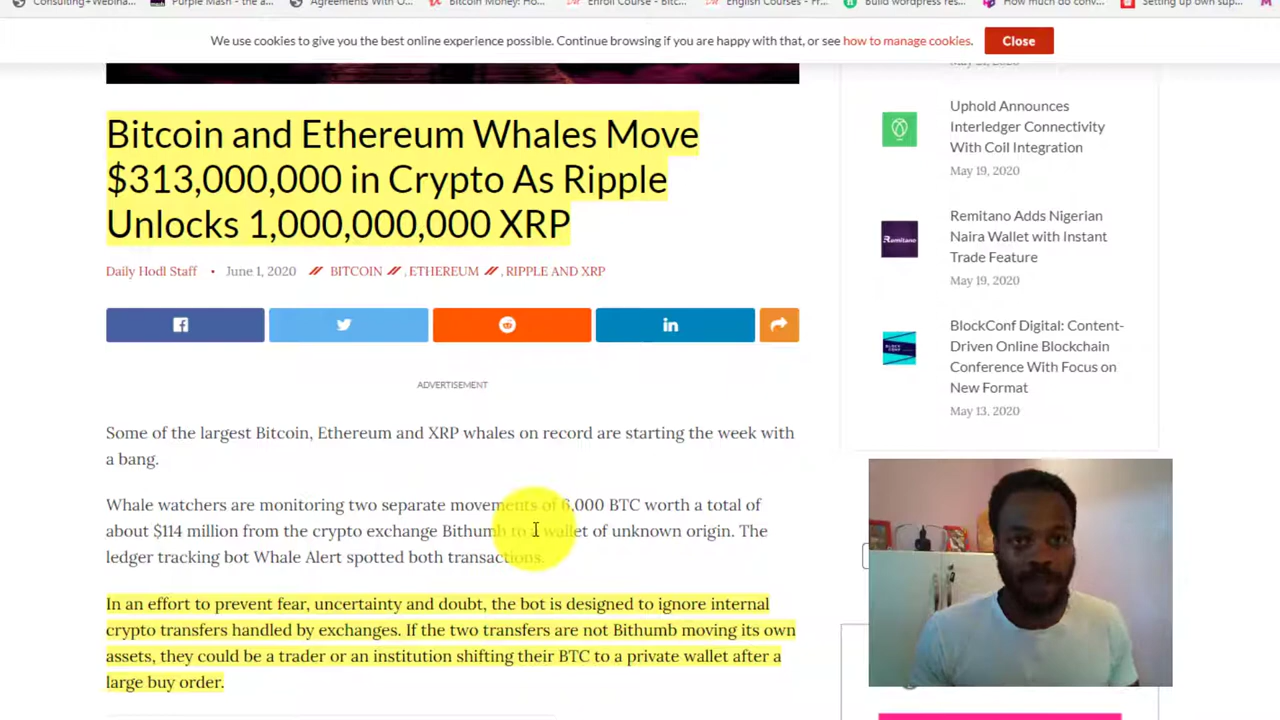 Consulting+Whale...
Purple Mash - the a...
Agreements With O...
Bitcoin Money: Ho...
Enroll Course - Bitc...
English Courses - Fr...
Build wordpress res...
How much do conv...
Setting up own sup...
We use cookies to give you the best online experience possible. Continue browsing if you are happy with that, or see how to manage cookies.
Close
Bitcoin and Ethereum Whales Move
$313,000,000 in Crypto As Ripple
Unlocks 1,000,000,000 XRP
Daily Hodl Staff • June 1, 2020 // BITCOIN // , ETHEREUM // , RIPPLE AND XRP
ADVERTISEMENT
Some of the largest Bitcoin, Ethereum and XRP whales on record are starting the week with
a bang.
Whale watchers are monitoring two separate movements of 6,000 BTC worth a total of
about $114 million from the crypto exchange Bithumb to a wallet of unknown origin. The
ledger tracking bot Whale Alert spotted both transactions.
In an effort to prevent fear, uncertainty and doubt, the bot is designed to ignore internal
crypto transfers handled by exchanges. If the two transfers are not Bithumb moving its own
assets, they could be a trader or an institution shifting their BTC to a private wallet after a
large buy order.
May 21, 2020
Uphold Announces
Interledger Connectivity
With Coil Integration
May 19, 2020
Remitano Adds Nigerian
Naira Wallet with Instant
Trade Feature
May 19, 2020
Remitano
BlockConf Digital: Content-
Driven Online Blockchain
Conference With Focus on
New Format
May 13, 2020